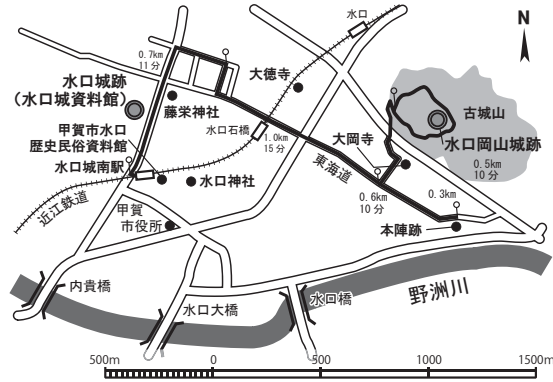 水口
N
0.7km
11分
水口城跡
(水口城資料館)
大徳寺
藤栄神社
古城山
水口岡山城跡
0.5km
10分
甲賀市水口
歴史民俗資料館
水口石橋
1.0km
15分
大岡寺
東海道
水口城南駅
水口神社
0.6km
10分
0.3km
近江鉄道
甲賀
市役所
本陣跡
内貴橋
水口大橋
水口橋
野洲川
500m
0
500
1000
1500m